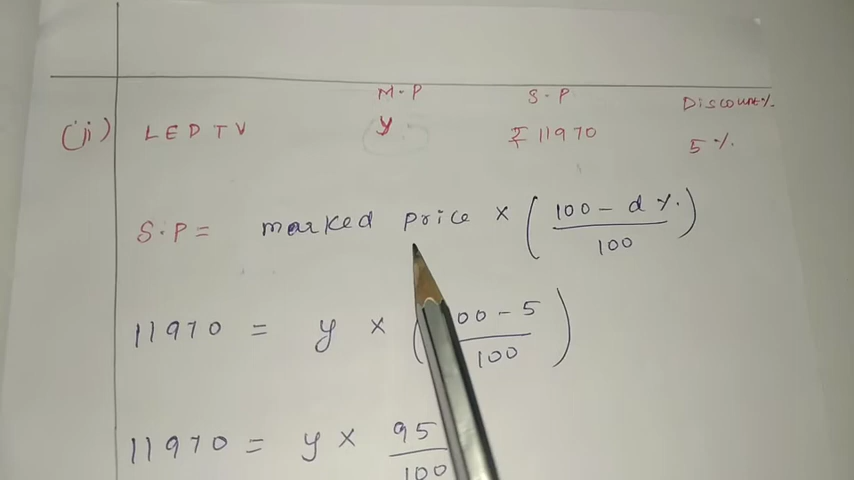 M.P S.P Discount%
(ii) LED TV y ₹ 11970 5 %.
S.P = marked price × (100 - d %. / 100)
11970 = y × (100 - 5 / 100)
11970 = y × 95 / 100